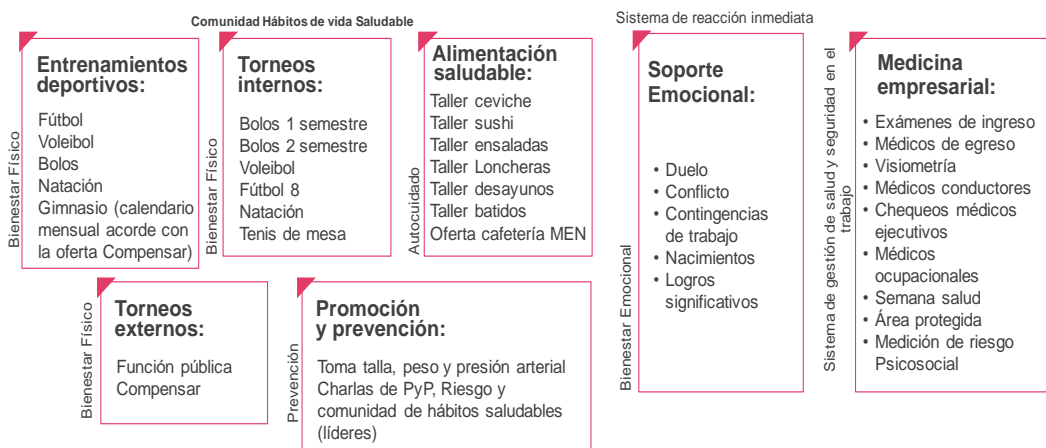 Comunidad Hábitos de vida Saludable
Bienestar Físico
Entrenamientos
deportivos:
Fútbol
Voleibol
Bolos
Natación
Gimnasio (calendario
mensual acorde con
la oferta Compensar)
Bienestar Físico
Torneos
internos:
Bolos 1 semestre
Bolos 2 semestre
Voleibol
Fútbol 8
Natación
Tenis de mesa
Autocuidado
Alimentación
saludable:
Taller ceviche
Taller sushi
Taller ensaladas
Taller Loncheras
Taller desayunos
Taller batidos
Oferta cafetería MEN
Bienestar Físico
Torneos
externos:
Función pública
Compensar
Prevención
Promoción
y prevención:
Toma talla, peso y presión arterial
Charlas de PyP, Riesgo y
comunidad de hábitos saludables
(líderes)
Sistema de reacción inmediata
Bienestar Emocional
Soporte
Emocional:
• Duelo
• Conflicto
• Contingencias
de trabajo
• Nacimientos
• Logros
significativos
Sistema de gestión de salud y seguridad en el
trabajo
Medicina
empresarial:
• Exámenes de ingreso
• Médicos de egreso
• Visiometría
• Médicos conductores
• Chequeos médicos
ejecutivos
• Médicos
ocupacionales
• Semana salud
• Área protegida
• Medición de riesgo
Psicosocial